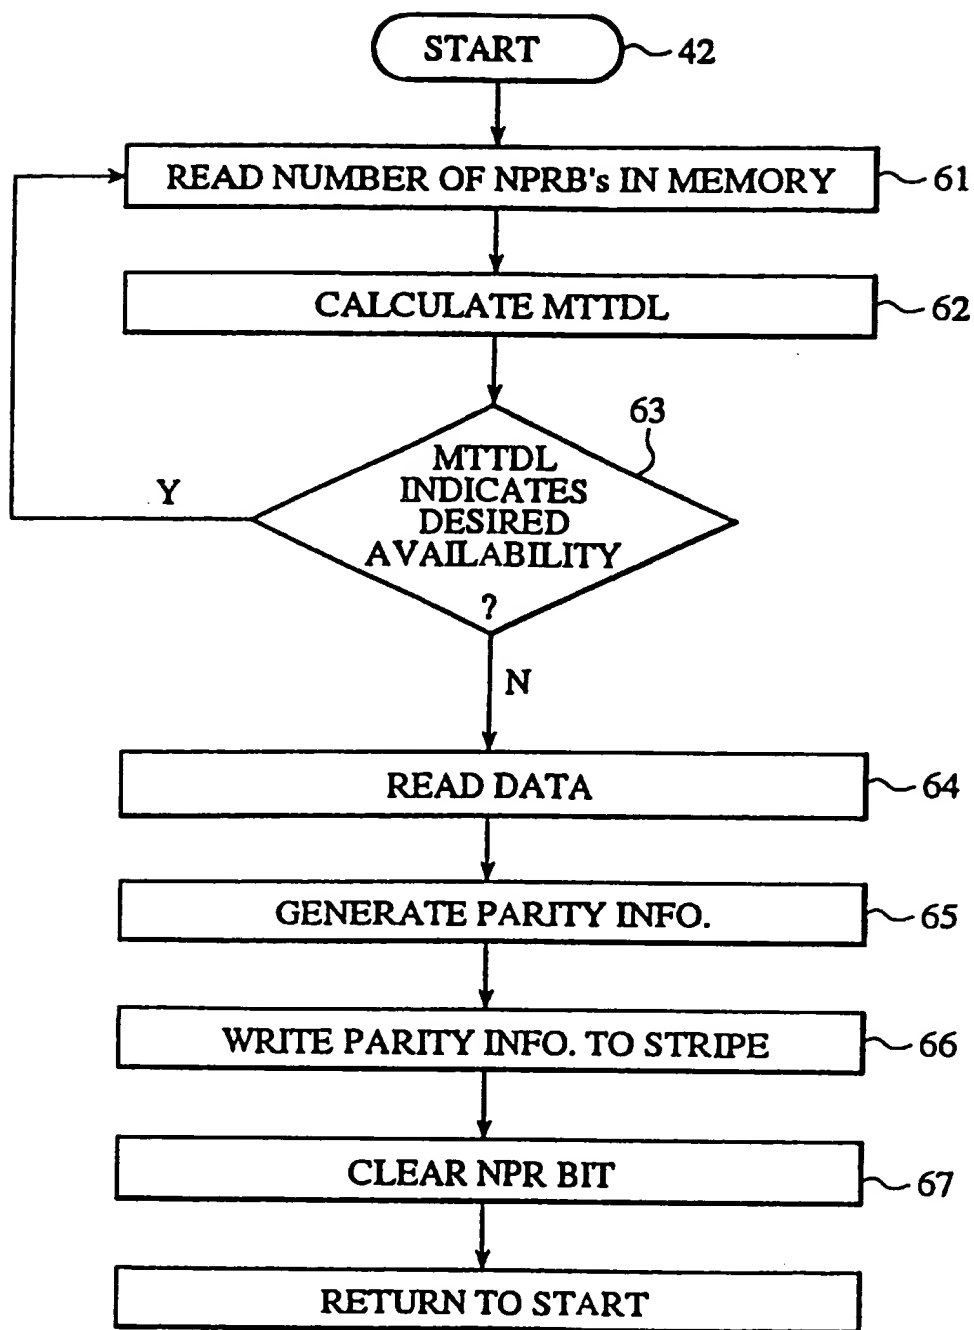 START
42
READ NUMBER OF NPRB's IN MEMORY
61
CALCULATE MTTDL
62
63
MTTDL
INDICATES
DESIRED
AVAILABILITY
?
Y
N
READ DATA
64
GENERATE PARITY INFO.
65
WRITE PARITY INFO. TO STRIPE
66
CLEAR NPR BIT
67
RETURN TO START